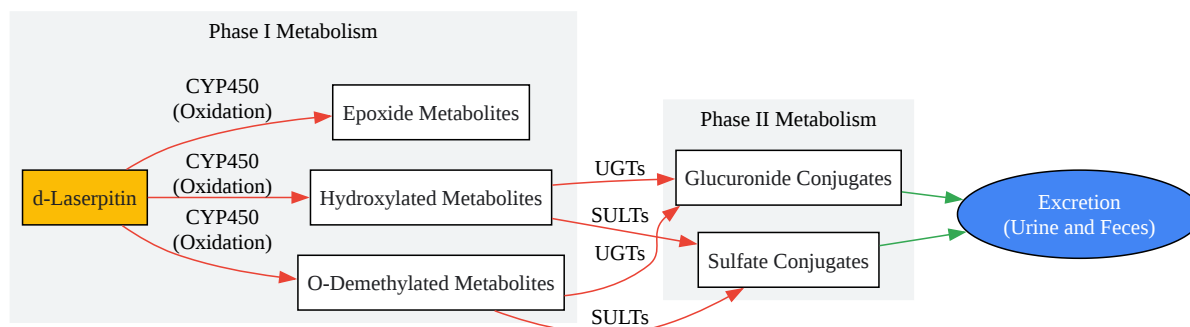 Phase I Metabolism
CYP450
(Oxidation)
Epoxide Metabolites
Phase II Metabolism
d-Laserpitin
CYP450
(Oxidation)
Hydroxylated Metabolites
UGTs
Glucuronide Conjugates
SULTs
Excretion
(Urine and Feces)
CYP450
(Oxidation)
O-Demethylated Metabolites
UGTs
Sulfate Conjugates
SULTs